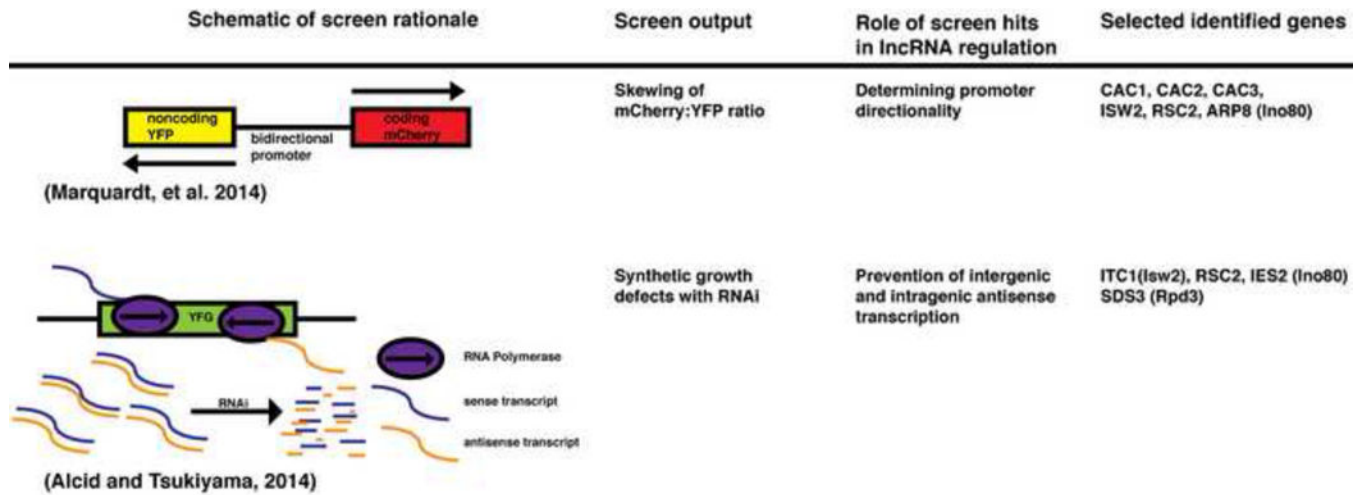 Schematic of screen rationale
Screen output
Role of screen hits
in lncRNA regulation
Selected identified genes
noncoding
YFP
bidirectional
promoter
coding
mCherry
(Marquardt, et al. 2014)
Skewing of
mCherry:YFP ratio
Determining promoter
directionality
CAC1, CAC2, CAC3,
ISW2, RSC2, ARP8 (Ino80)
YFG
RNAi
RNA Polymerase
sense transcript
antisense transcript
(Alcid and Tsukiyama, 2014)
Synthetic growth
defects with RNAi
Prevention of intergenic
and intragenic antisense
transcription
ITC1(Isw2), RSC2, IES2 (Ino80)
SDS3 (Rpd3)